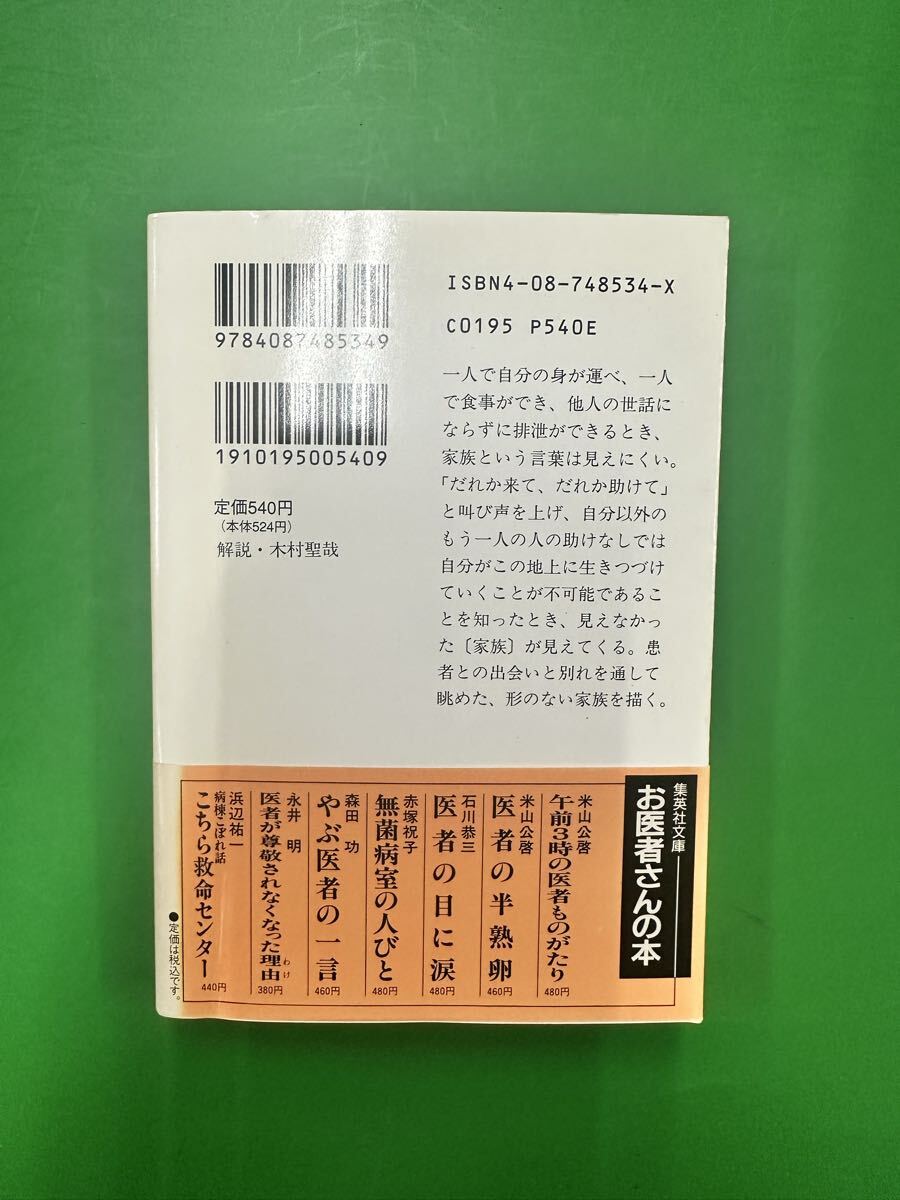 9784087485349
1910195005409
定価540円
(本体524円)
解説・木村聖哉
ISBN4-08-748534-X
C0195 P540E
一人で自分の身が運べ、一人
で食事ができ、他人の世話に
ならずに排泄ができるとき、
家族という言葉は見えにくい。
「だれか来て、だれか助けて」
と叫び声を上げ、自分以外の
もう一人の人の助けなしでは
自分がこの地上に生きつづけ
ていくことが不可能であるこ
とを知ったとき、見えなかっ
た〔家族〕が見えてくる。患
者との出会いと別れを通して
眺めた、形のない家族を描く。
集英社文庫
お医者さんの本
米山公啓
午前3時の医者ものがたり
480円
米山公啓
医者の半熟卵
460円
石川恭三
医者の目に涙
480円
赤塚祝子
無菌病室の人びと
480円
森田 功
やぶ医者の一言
460円
永井 明
医者が尊敬されなくなった理由
わけ
380円
浜辺祐一
病棟こぼれ話
こちら救命センター
440円
●定価は税込です。